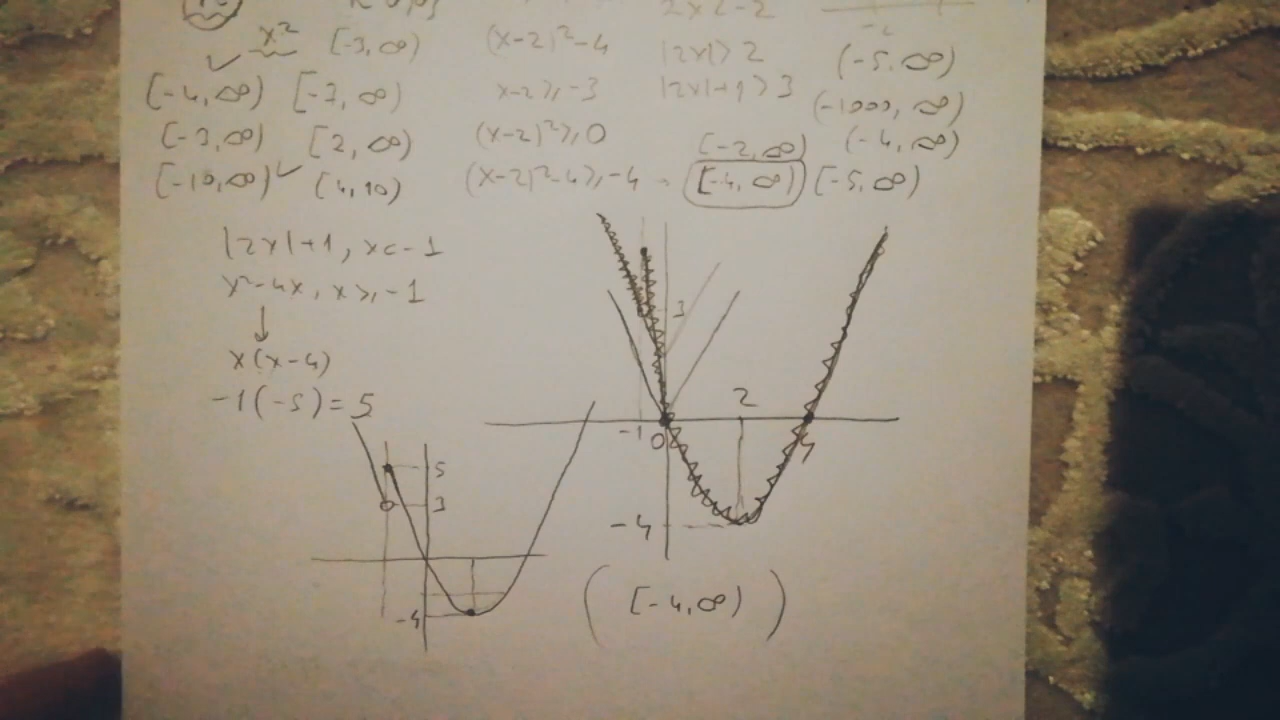 x² [-3, ∞) (x-2)²-4 |2x|>2 (-5, ∞)
[-4, ∞) [-7, ∞) x-2≥-3 |2x|+1>3 (-1000, ∞)
[-3, ∞) [2, ∞) (x-2)²≥0 [-2, ∞) (-4, ∞)
[-10, ∞) (4, 10) (x-2)²-4≥-4 [-4, ∞) [-5, ∞)
|2x|+1, x<-1
x²-4x, x≥-1
x(x-4)
-1(-5)=5
3
2
-1 0 4
-4
5
3
-4
([-4, ∞))